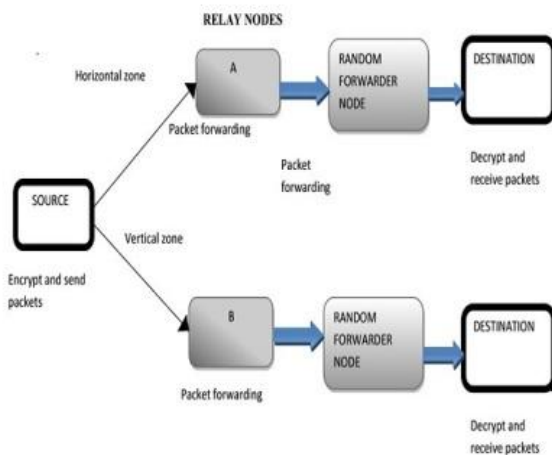 RELAY NODES
Horizontal zone
A
RANDOM
FORWARDER
NODE
DESTINATION
Packet forwarding
Packet
forwarding
Decrypt and
receive packets
SOURCE
Encrypt and send
packets
Vertical zone
B
RANDOM
FORWARDER
NODE
DESTINATION
Packet forwarding
Decrypt and
receive packets